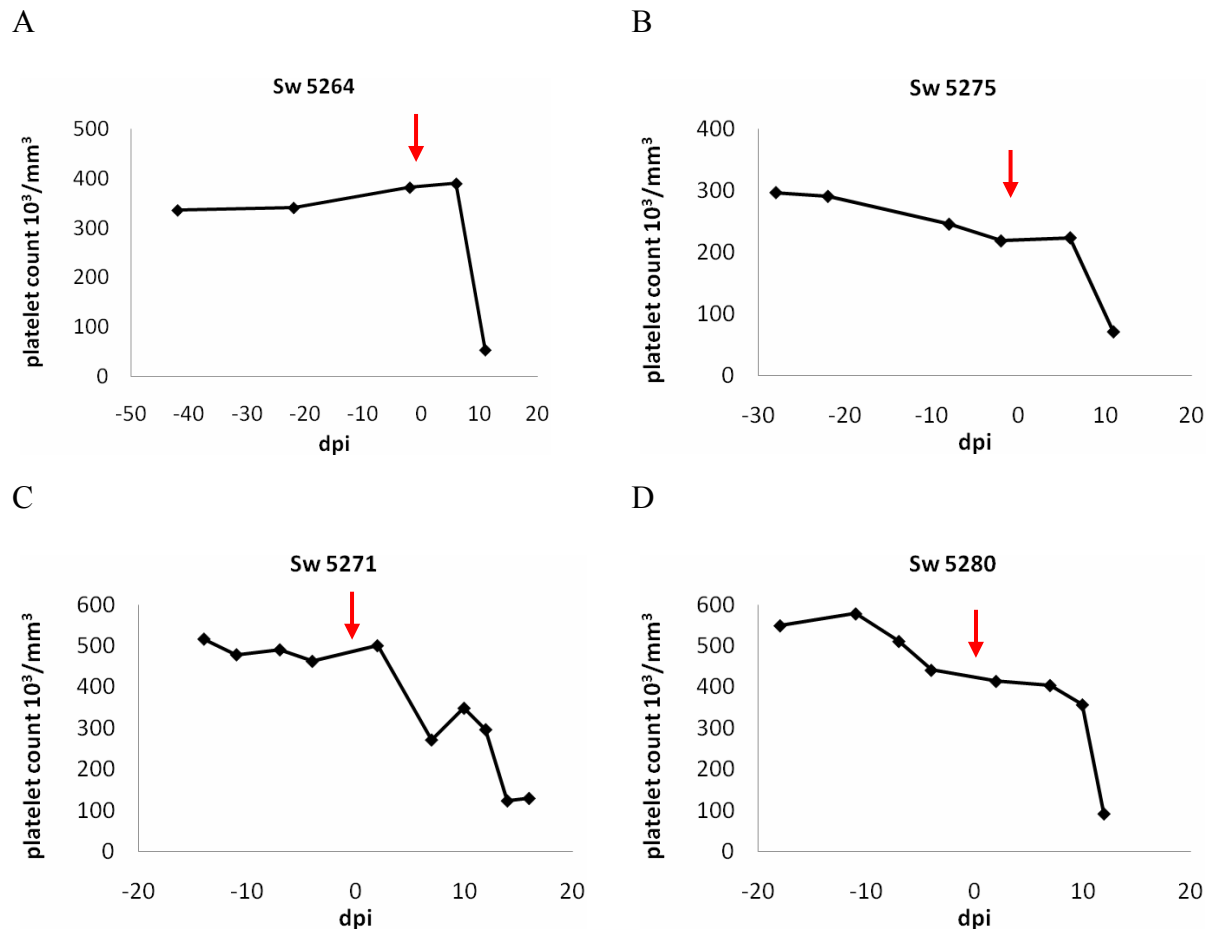 A
Sw 5264
platelet count 10³/mm³
500
400
300
200
100
0
-50 -40 -30 -20 -10 0 10 20
dpi
B
Sw 5275
platelet count 10³/mm³
400
300
200
100
0
-30 -20 -10 0 10 20
dpi
C
Sw 5271
platelet count 10³/mm³
600
500
400
300
200
100
0
-20 -10 0 10 20
dpi
D
Sw 5280
platelet count 10³/mm³
600
500
400
300
200
100
0
-20 -10 0 10 20
dpi